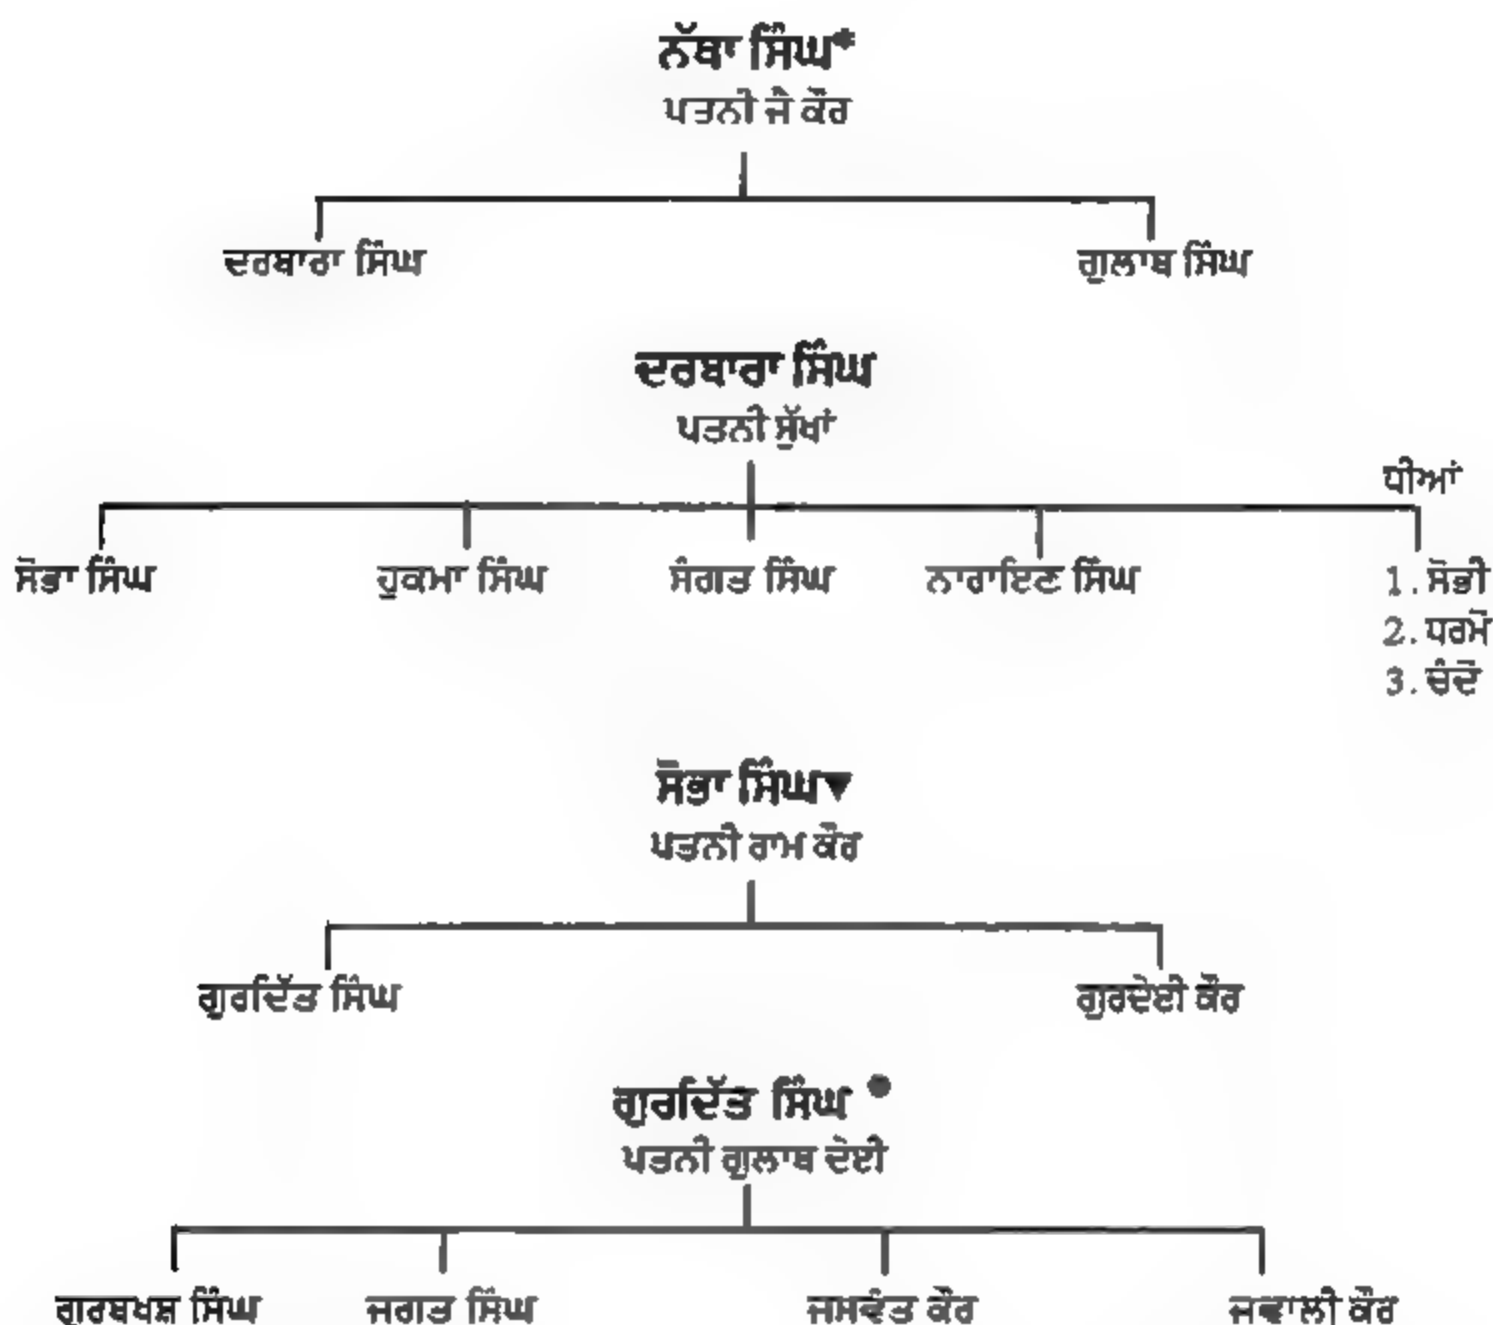 ਨੱਥਾ ਸਿੰਘ*
ਪਤਨੀ ਜੈ ਕੌਰ
ਦਰਬਾਰਾ ਸਿੰਘ ਗੁਲਾਬ ਸਿੰਘ
ਦਰਬਾਰਾ ਸਿੰਘ
ਪਤਨੀ ਸੁੱਖਾਂ
ਧੀਆਂ
ਸੋਭਾ ਸਿੰਘ ਹੁਕਮਾ ਸਿੰਘ ਸੰਗਤ ਸਿੰਘ ਨਾਰਾਇਣ ਸਿੰਘ 1. ਸੋਭੀ
2. ਧਰਮੋ
3. ਚੰਦੋ
ਸੋਭਾ ਸਿੰਘ▼
ਪਤਨੀ ਰਾਮ ਕੌਰ
ਗੁਰਦਿੱਤ ਸਿੰਘ ਗੁਰਦੇਈ ਕੌਰ
ਗੁਰਦਿੱਤ ਸਿੰਘ ●
ਪਤਨੀ ਗੁਲਾਬ ਦੇਈ
ਗੁਰਬਖਸ਼ ਸਿੰਘ ਜਗਤ ਸਿੰਘ ਜਸਵੰਤ ਕੌਰ ਜਵਾਲੀ ਕੌਰ